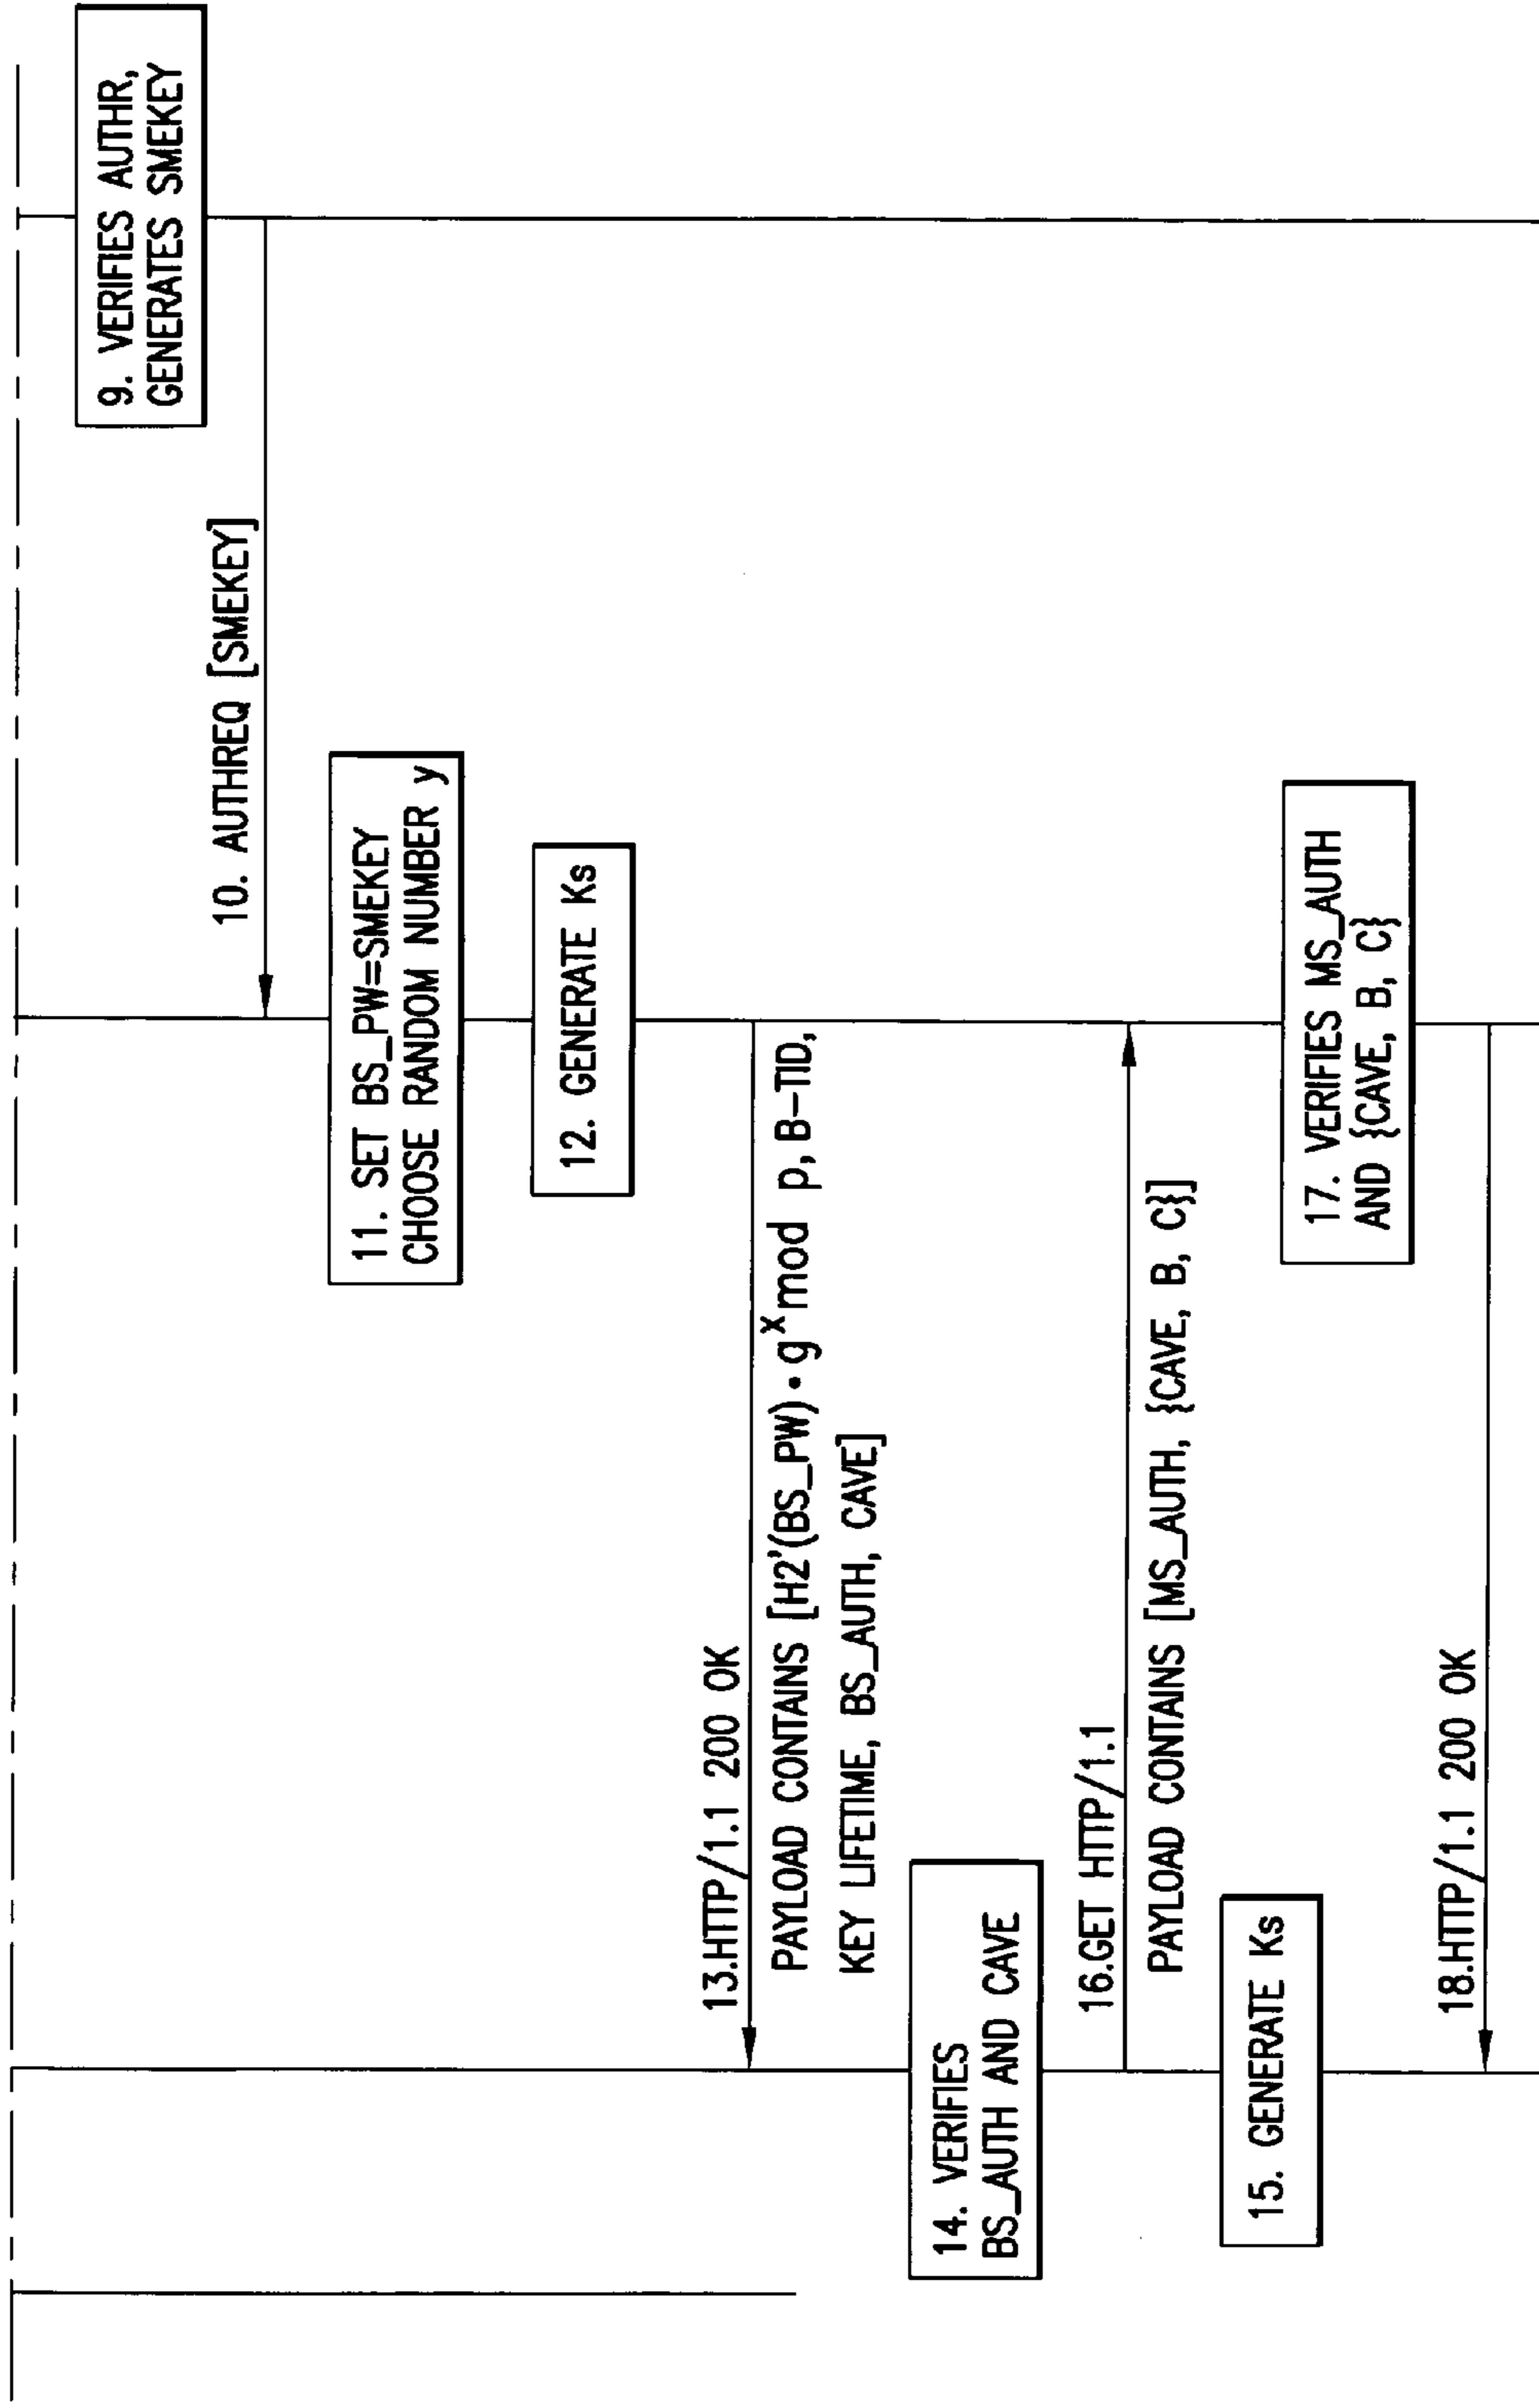 9. VERIFIES AUTHR,
GENERATES SMEKEY
10. AUTHREQ [SMEKEY]
11. SET BS_PW=SMEKEY
CHOOSE RANDOM NUMBER y
12. GENERATE Ks
13.HTTP/1.1 200 OK
PAYLOAD CONTAINS [H2'(BS_PW)•gˣmod p, B-TID,
KEY LIFETIME, BS_AUTH, CAVE]
14. VERIFIES
BS_AUTH AND CAVE
16.GET HTTP/1.1
PAYLOAD CONTAINS [MS_AUTH, {CAVE, B, C}]
15. GENERATE Ks
17. VERIFIES MS_AUTH
AND {CAVE, B, C}
18.HTTP/1.1 200 OK